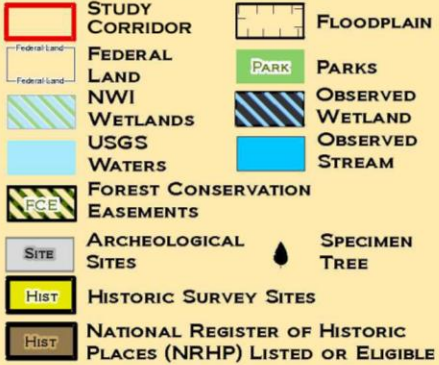 STUDY
CORRIDOR
FLOODPLAIN
Federal Land
Federal Land
FEDERAL
LAND
PARK
PARKS
NWI
WETLANDS
OBSERVED
WETLAND
USGS
WATERS
OBSERVED
STREAM
FCE
FOREST CONSERVATION
EASEMENTS
SITE
ARCHEOLOGICAL
SITES
SPECIMEN
TREE
HIST
HISTORIC SURVEY SITES
HIST
NATIONAL REGISTER OF HISTORIC
PLACES (NRHP) LISTED OR ELIGIBLE